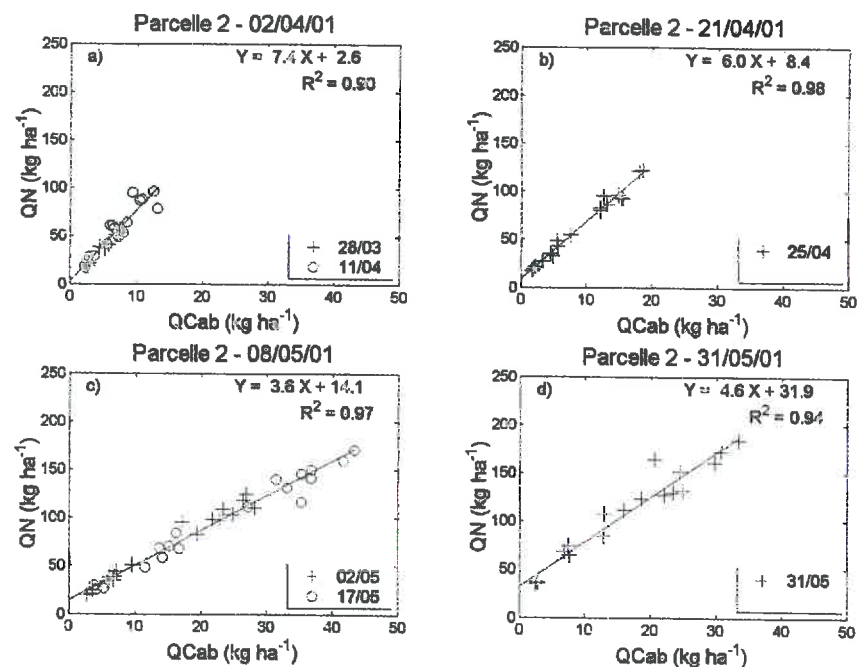 Parcelle 2 - 02/04/01
a)
Y = 7.4 X + 2.6
R² = 0.90
QN (kg ha⁻¹)
250
200
150
100
50
0
0 10 20 30 40 50
QCab (kg ha⁻¹)
+ 28/03
○ 11/04
Parcelle 2 - 21/04/01
b)
Y = 6.0 X + 8.4
R² = 0.98
QN (kg ha⁻¹)
250
200
150
100
50
0
0 10 20 30 40 50
QCab (kg ha⁻¹)
+ 25/04
Parcelle 2 - 08/05/01
c)
Y = 3.6 X + 14.1
R² = 0.97
QN (kg ha⁻¹)
250
200
150
100
50
0
0 10 20 30 40 50
QCab (kg ha⁻¹)
+ 02/05
○ 17/05
Parcelle 2 - 31/05/01
d)
Y = 4.6 X + 31.9
R² = 0.94
QN (kg ha⁻¹)
250
200
150
100
50
0
0 10 20 30 40 50
QCab (kg ha⁻¹)
+ 31/05